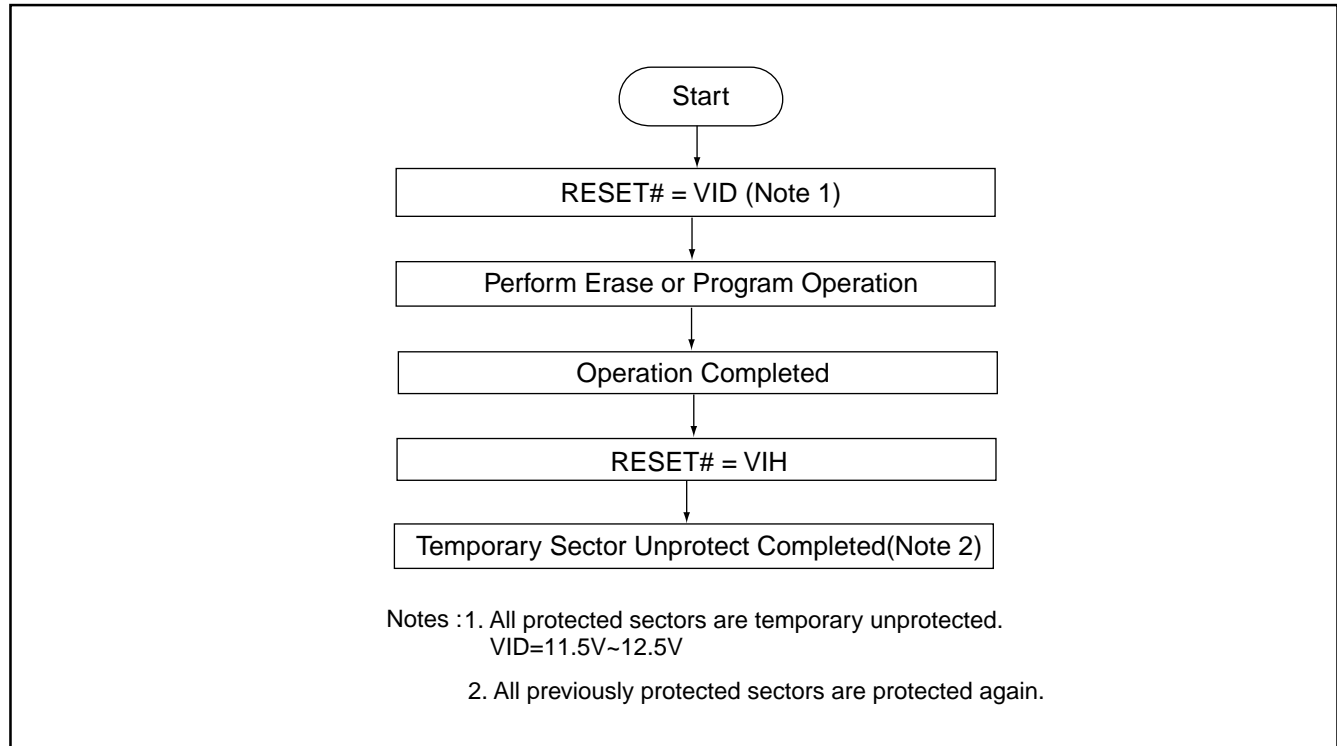 Start
RESET# = VID (Note 1)
Perform Erase or Program Operation
Operation Completed
RESET# = VIH
Temporary Sector Unprotect Completed(Note 2)
Notes :1. All protected sectors are temporary unprotected.
VID=11.5V~12.5V
2. All previously protected sectors are protected again.